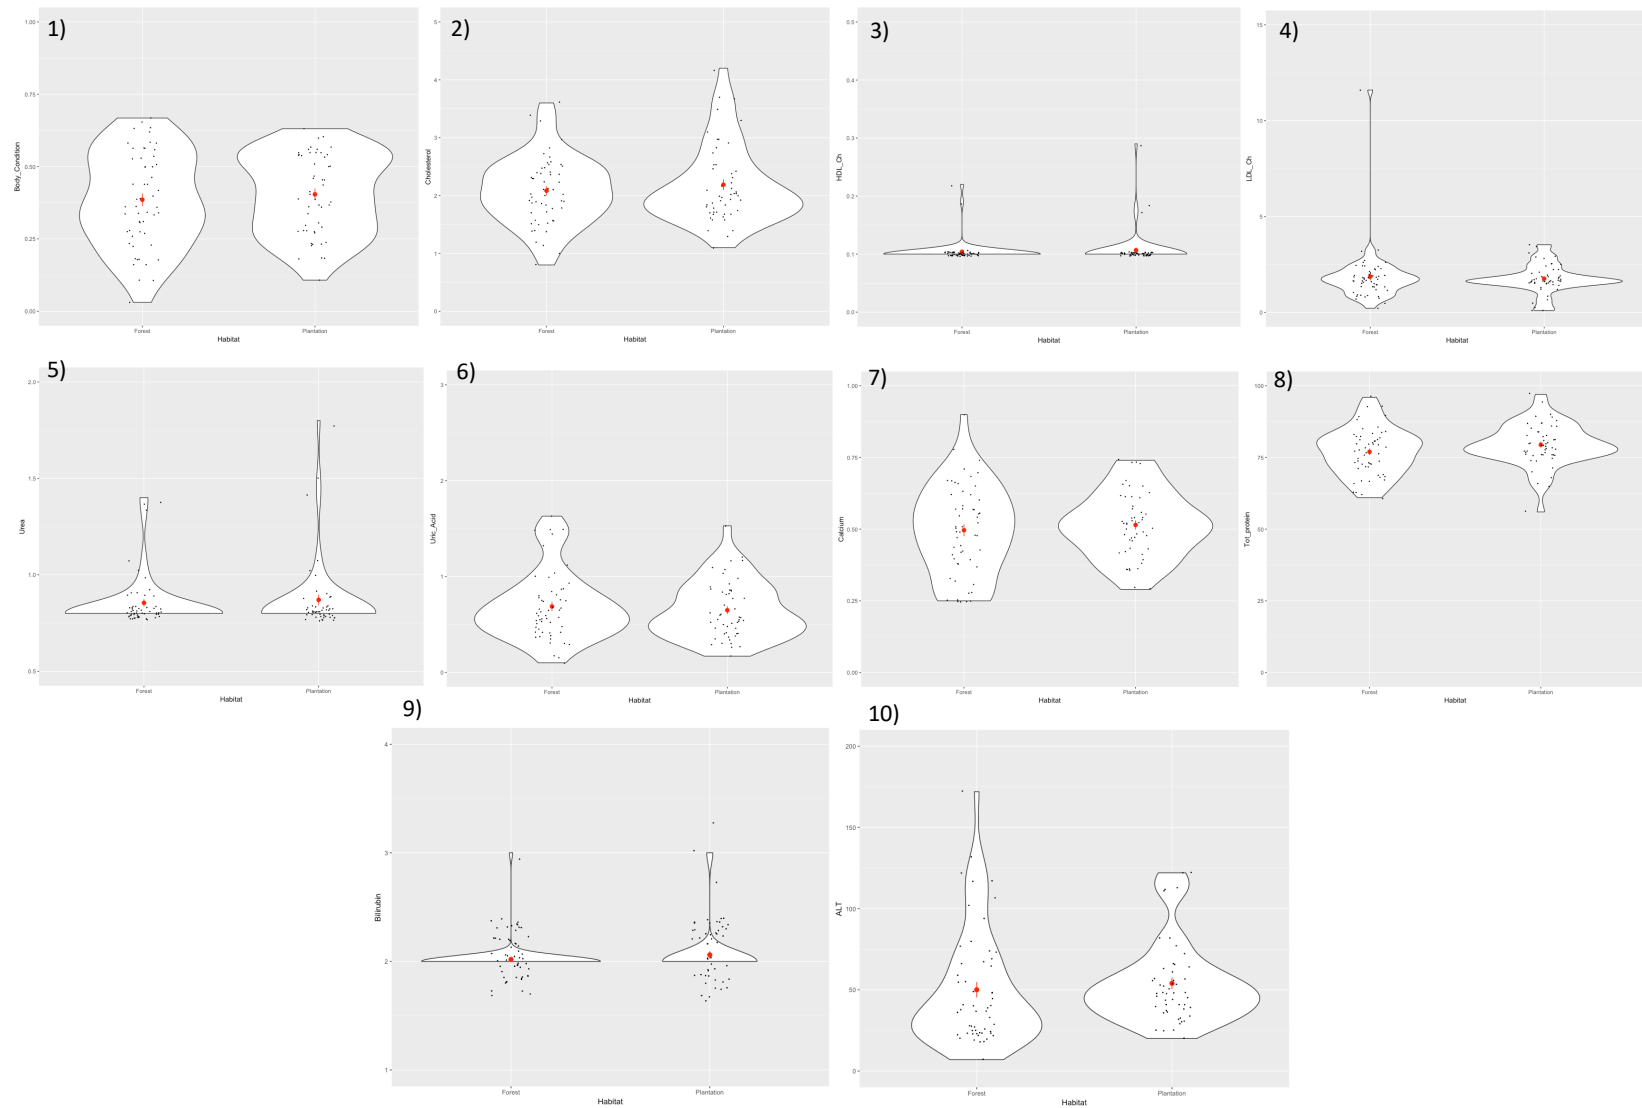 1)
1.00
0.75
0.50
0.25
0.00
Body_Condition
Forest
Plantation
Habitat
2)
5
4
3
2
1
0
Cholesterol
Forest
Plantation
Habitat
3)
0.5
0.4
0.3
0.2
0.1
0.0
HDL_Ch
Forest
Plantation
Habitat
4)
15
10
5
0
LDL_Ch
Forest
Plantation
Habitat
5)
2.0
1.5
1.0
0.5
Urea
Forest
Plantation
Habitat
6)
3
2
1
0
Uric_Acid
Forest
Plantation
Habitat
7)
1.00
0.75
0.50
0.25
0.00
Calcium
Forest
Plantation
Habitat
8)
100
75
50
25
0
Tot_protein
Forest
Plantation
Habitat
9)
4
3
2
1
Bilirubin
Forest
Plantation
Habitat
10)
200
150
100
50
0
ALT
Forest
Plantation
Habitat